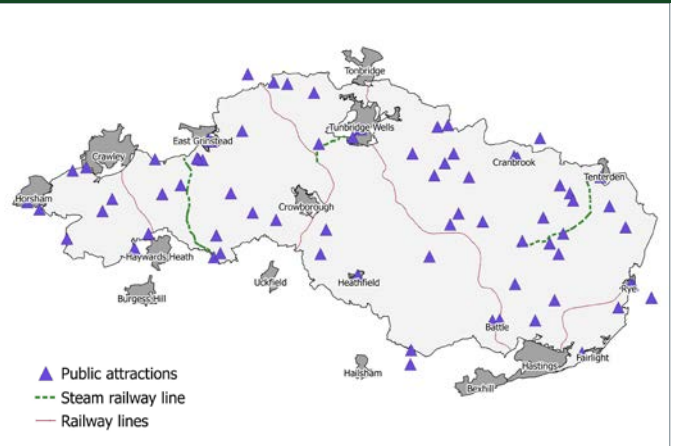 Tonbridge
Tunbridge Wells
East Grinstead
Crawley
Cranbrook
Tenterden
Horsham
Crowborough
Haywards Heath
Uckfield
Heathfield
Rye
Burgess Hill
Battle
Fairlight
Hastings
Hailsham
Bexhill
Public attractions
Steam railway line
Railway lines